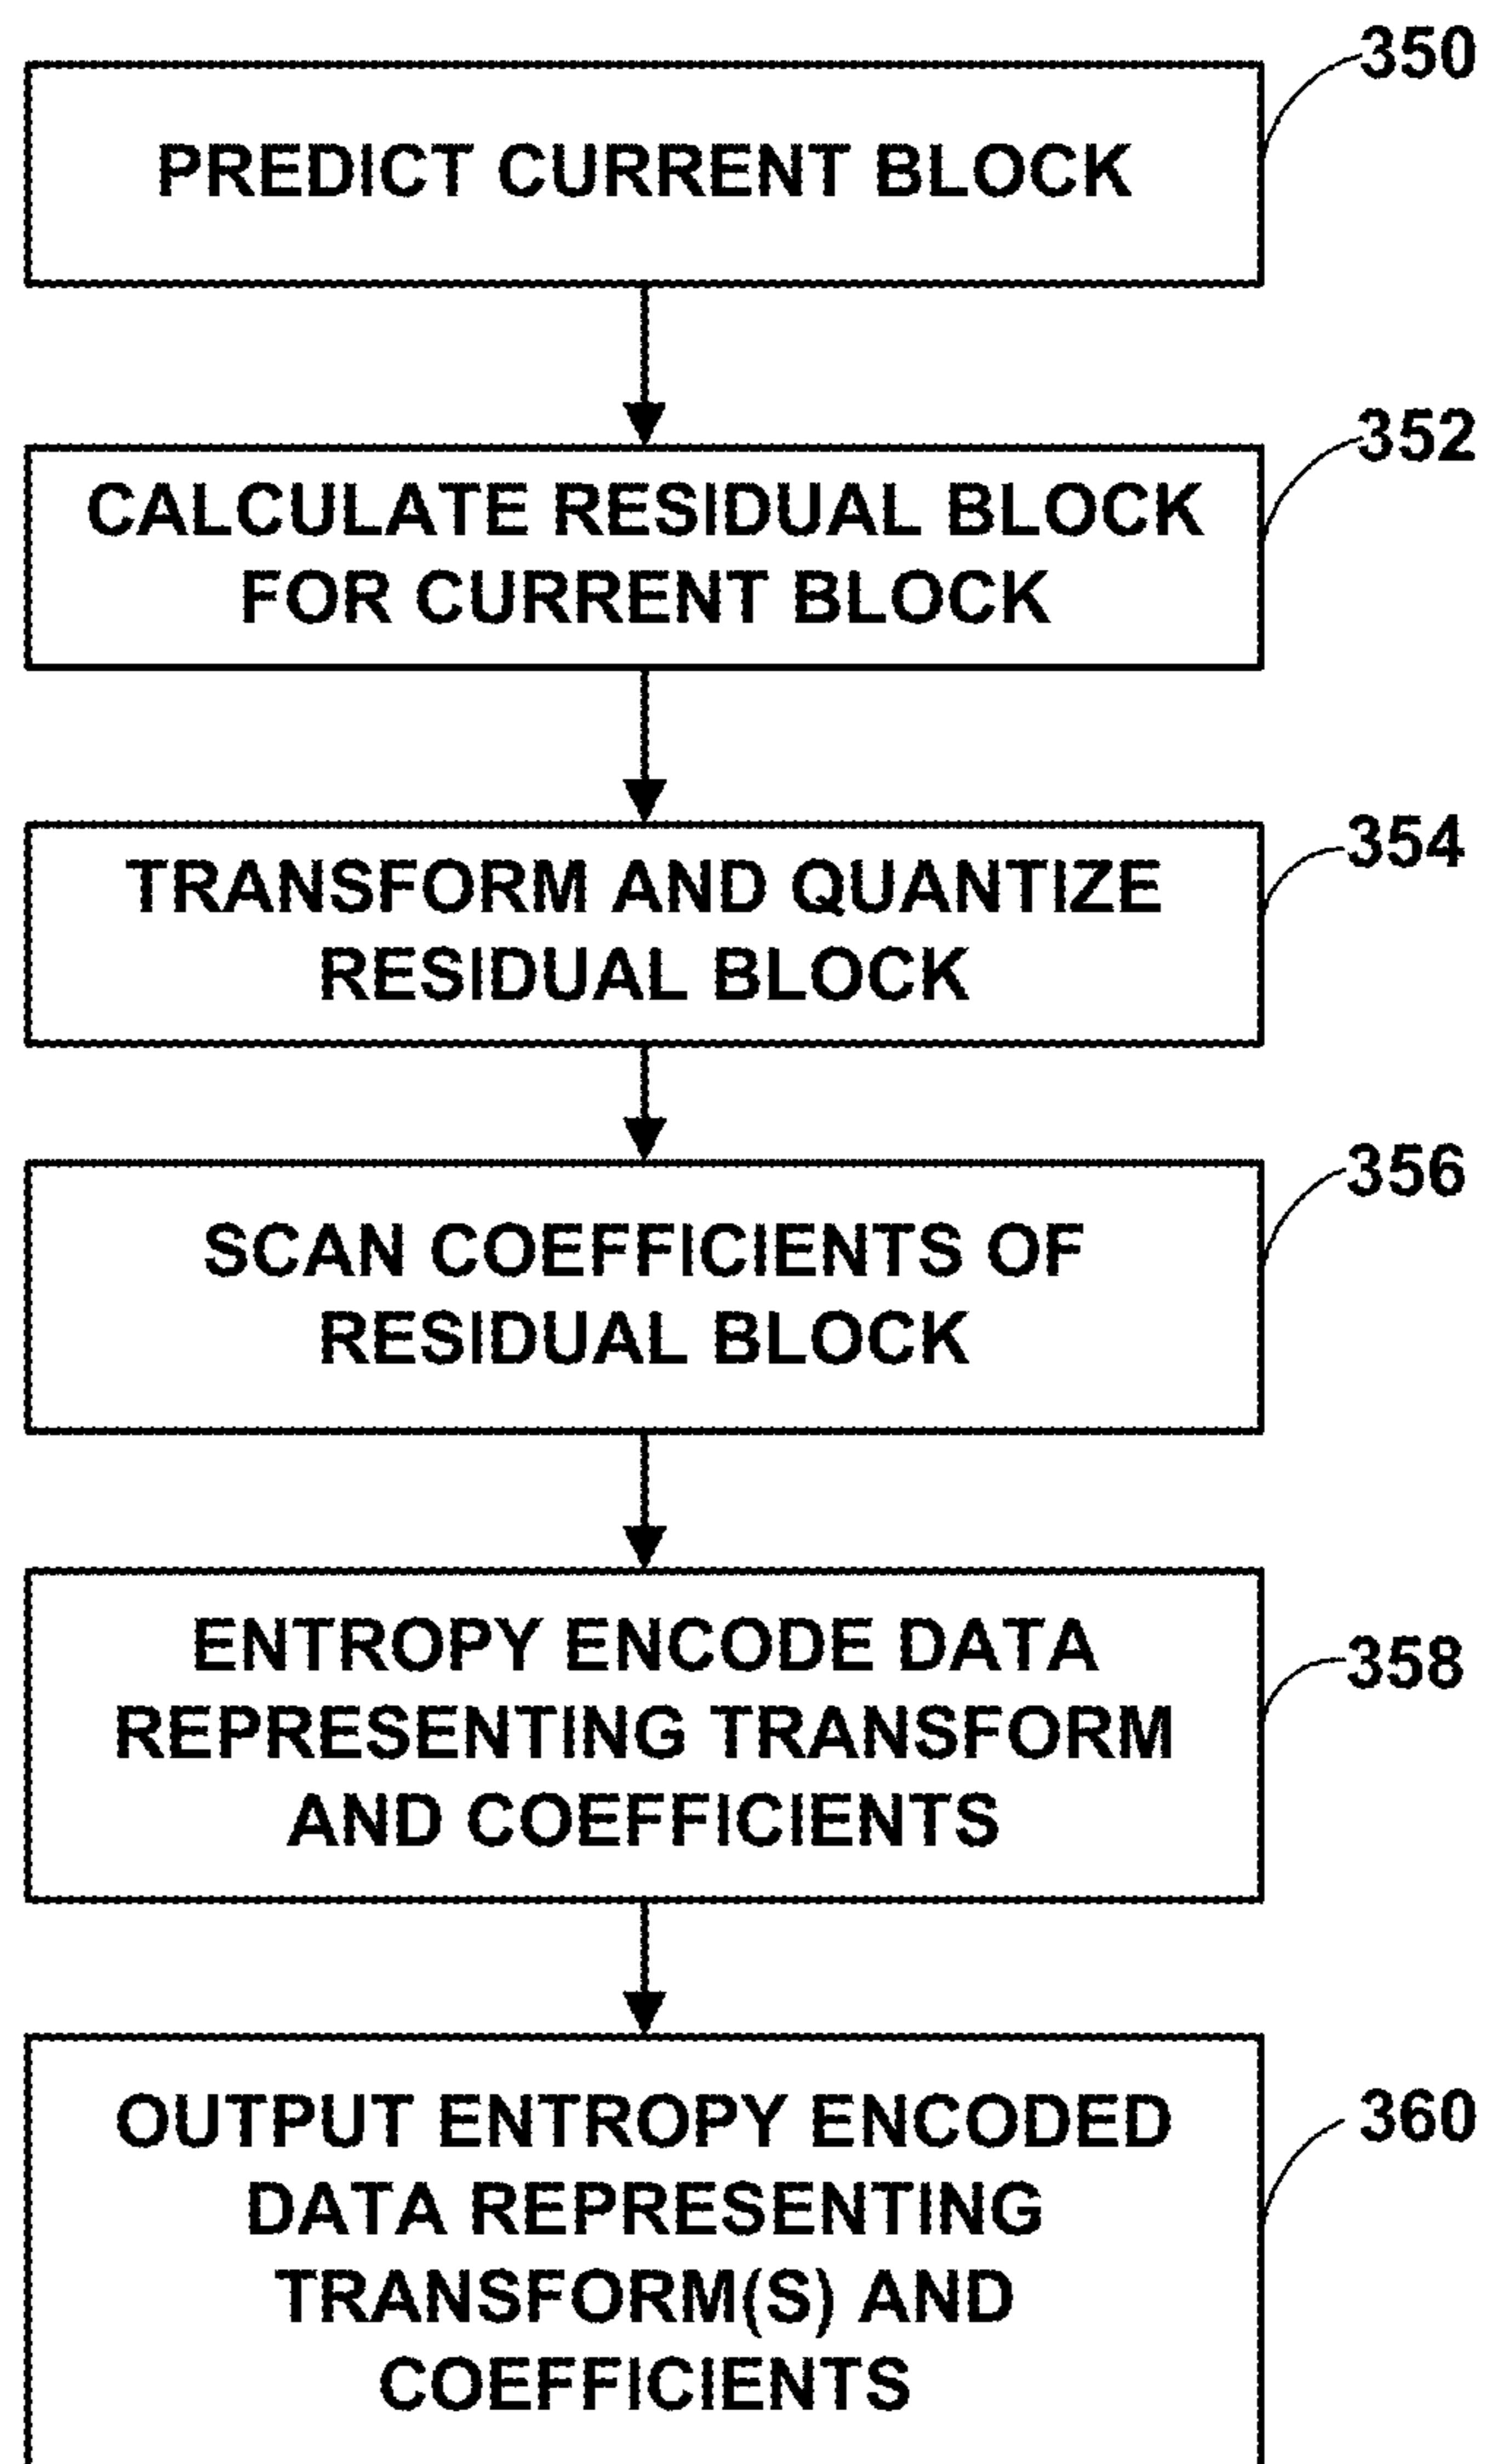 350
PREDICT CURRENT BLOCK
352
CALCULATE RESIDUAL BLOCK
FOR CURRENT BLOCK
354
TRANSFORM AND QUANTIZE
RESIDUAL BLOCK
356
SCAN COEFFICIENTS OF
RESIDUAL BLOCK
358
ENTROPY ENCODE DATA
REPRESENTING TRANSFORM
AND COEFFICIENTS
360
OUTPUT ENTROPY ENCODED
DATA REPRESENTING
TRANSFORM(S) AND
COEFFICIENTS